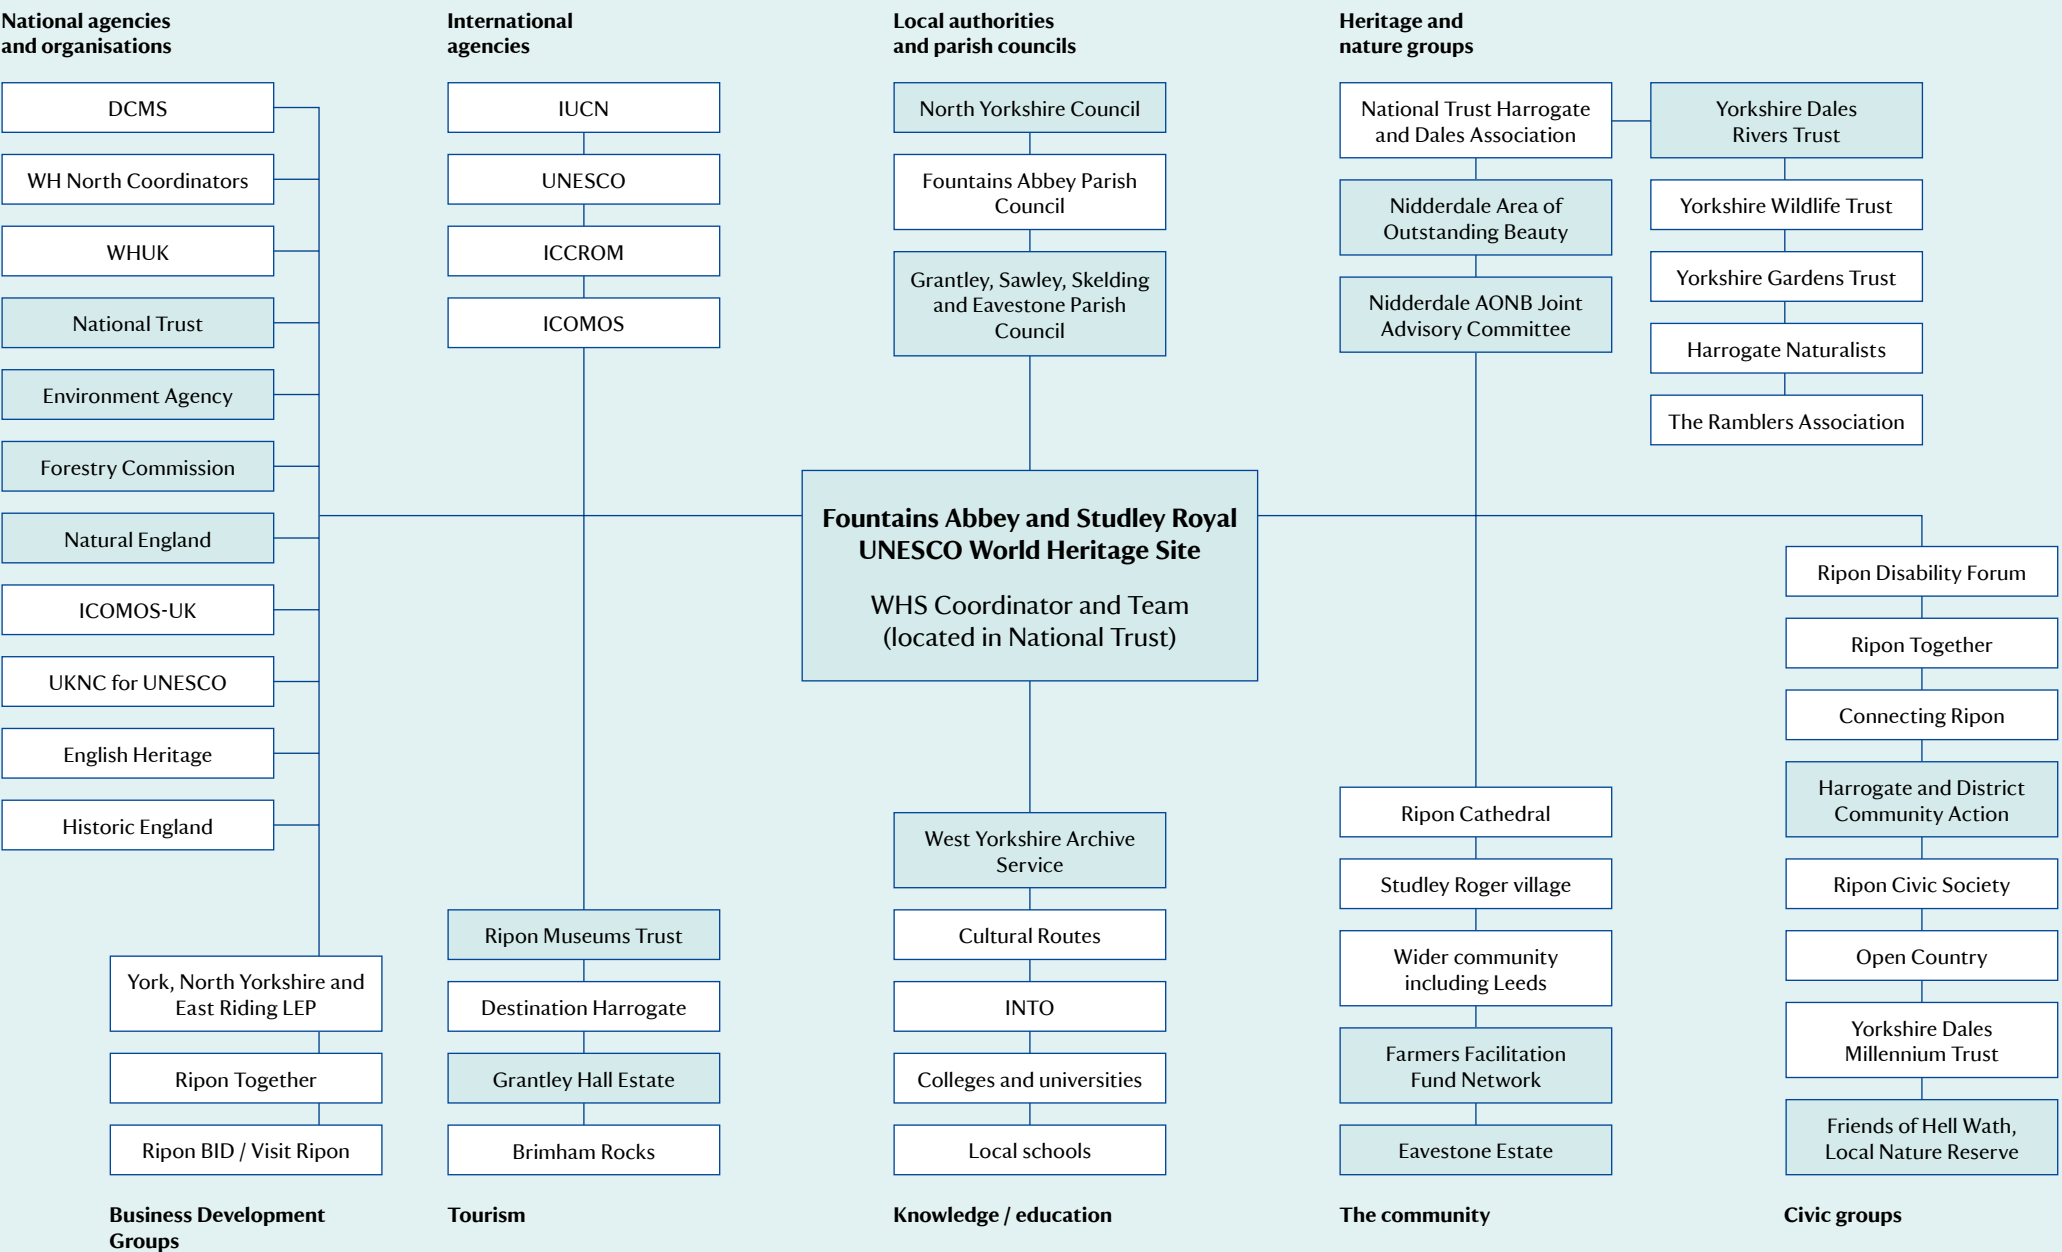 National agencies
and organisations
DCMS
WH North Coordinators
WHUK
National Trust
Environment Agency
Forestry Commission
Natural England
ICOMOS-UK
UKNC for UNESCO
English Heritage
Historic England
International
agencies
IUCN
UNESCO
ICCROM
ICOMOS
Local authorities
and parish councils
North Yorkshire Council
Fountains Abbey Parish
Council
Grantley, Sawley, Skelding
and Eavestone Parish
Council
Heritage and
nature groups
National Trust Harrogate
and Dales Association
Nidderdale Area of
Outstanding Beauty
Nidderdale AONB Joint
Advisory Committee
Yorkshire Dales
Rivers Trust
Yorkshire Wildlife Trust
Yorkshire Gardens Trust
Harrogate Naturalists
The Ramblers Association
Fountains Abbey and Studley Royal
UNESCO World Heritage Site
WHS Coordinator and Team
(located in National Trust)
York, North Yorkshire and
East Riding LEP
Ripon Together
Ripon BID / Visit Ripon
Business Development
Groups
Ripon Museums Trust
Destination Harrogate
Grantley Hall Estate
Brimham Rocks
Tourism
West Yorkshire Archive
Service
Cultural Routes
INTO
Colleges and universities
Local schools
Knowledge / education
Ripon Cathedral
Studley Roger village
Wider community
including Leeds
Farmers Facilitation
Fund Network
Eavestone Estate
The community
Ripon Disability Forum
Ripon Together
Connecting Ripon
Harrogate and District
Community Action
Ripon Civic Society
Open Country
Yorkshire Dales
Millennium Trust
Friends of Hell Wath,
Local Nature Reserve
Civic groups